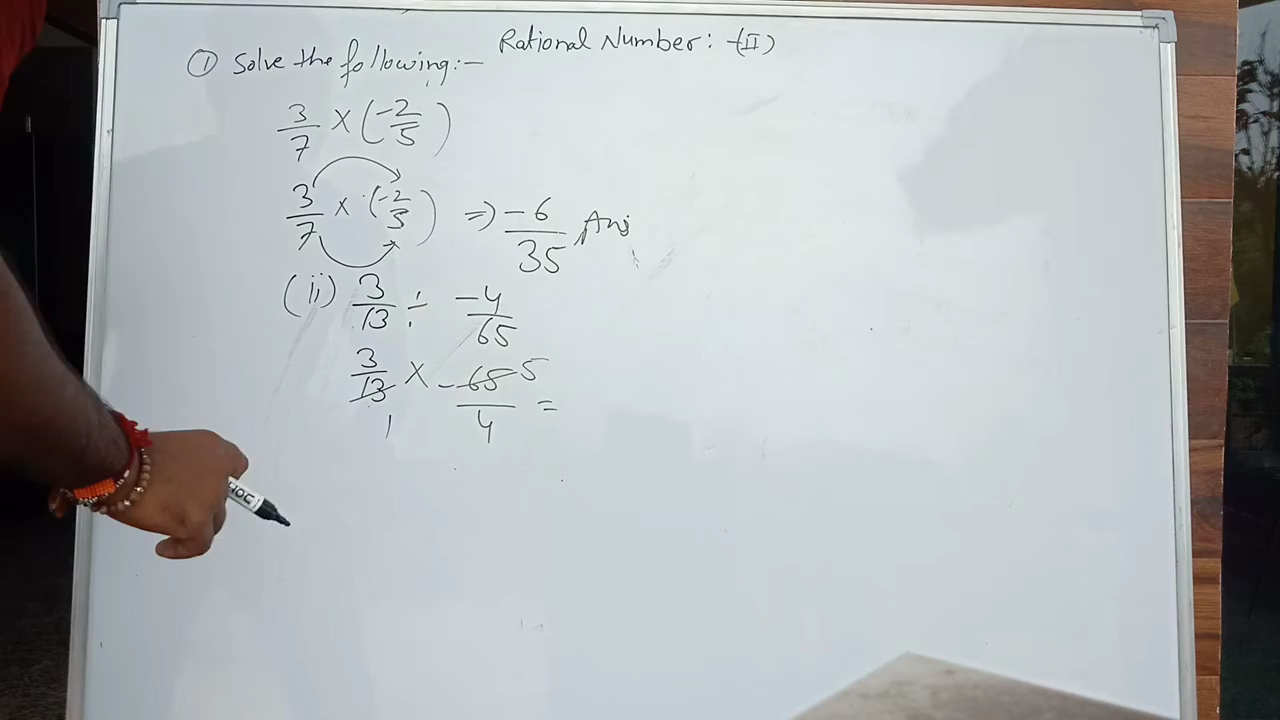 Rational Number: -(II)
① Solve the following:-
3/7 × (-2/5)
3/7 × (-2/5) ⇒ -6/35 Ans
(ii) 3/13 ÷ -4/65
3/13 × -65/4 =
5
1